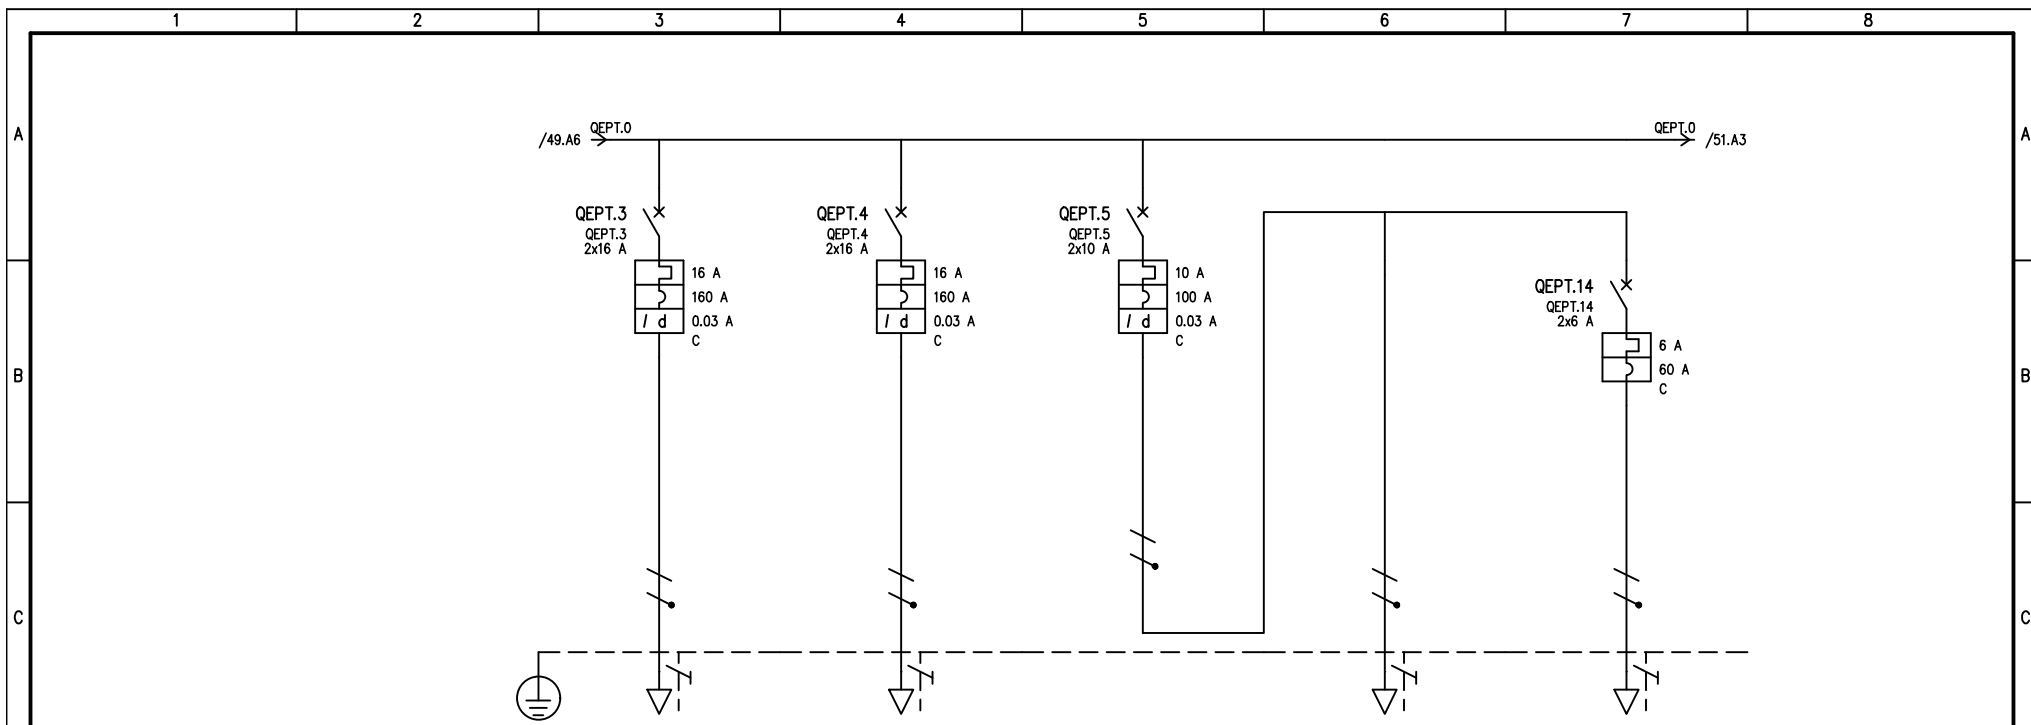 1 2 3 4 5 6 7 8
A A
QEPT.0 QEPT.0
/49.A6 /51.A3
QEPT.3 QEPT.4 QEPT.5
QEPT.3 QEPT.4 QEPT.5
2x16 A 2x16 A 2x10 A
16 A 16 A 10 A
160 A 160 A 100 A
I d 0.03 A I d 0.03 A I d 0.03 A
C C C
QEPT.14
QEPT.14
2x6 A
6 A
60 A
C
B B
C C